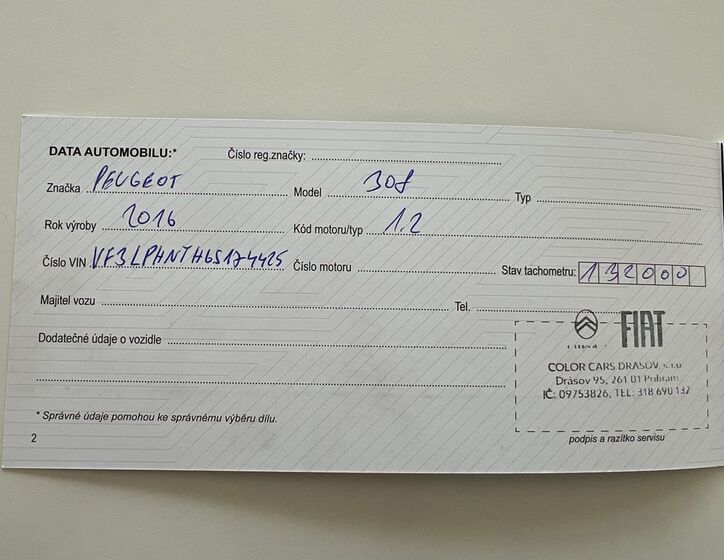 DATA AUTOMOBILU:* Číslo reg.značky:
Značka PEUGEOT Model 308 Typ
Rok výroby 2016 Kód motoru/typ 1.2
Číslo VIN VF3LPHNYH6S174425 Číslo motoru Stav tachometru: 132000
Majitel vozu Tel.
Dodatečné údaje o vozidle
FIAT
COLOR CARS DRASOV, s.r.o
Drásov 95, 261 01 Příbram
IČ: 09753826, TEL: 318 690 132
* Správné údaje pomohou ke správnému výběru dílu.
2
podpis a razítko servisu